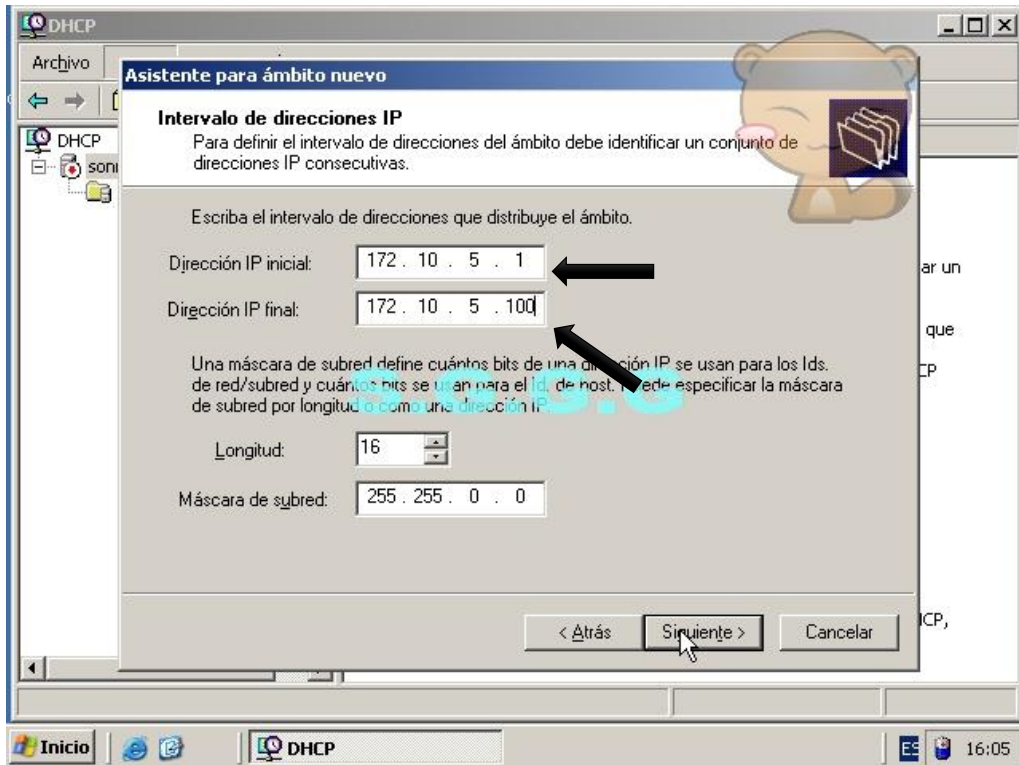 DHCP
Archivo
Asistente para ámbito nuevo
Intervalo de direcciones IP
Para definir el intervalo de direcciones del ámbito debe identificar un conjunto de
direcciones IP consecutivas.
DHCP
Escriba el intervalo de direcciones que distribuye el ámbito.
Dirección IP inicial: 172 . 10 . 5 . 1
ar un
Dirección IP final: 172 . 10 . 5 . 100
que
Una máscara de subred define cuántos bits de una dirección IP se usan para los Ids.
de red/subred y cuántos bits se usan para el Id. de host. Puede especificar la máscara
de subred por longitud o como una dirección IP.
S.G G.G
Longitud: 16
Máscara de subred: 255 . 255 . 0 . 0
< Atrás Siguiente > Cancelar
Inicio DHCP ES 16:05